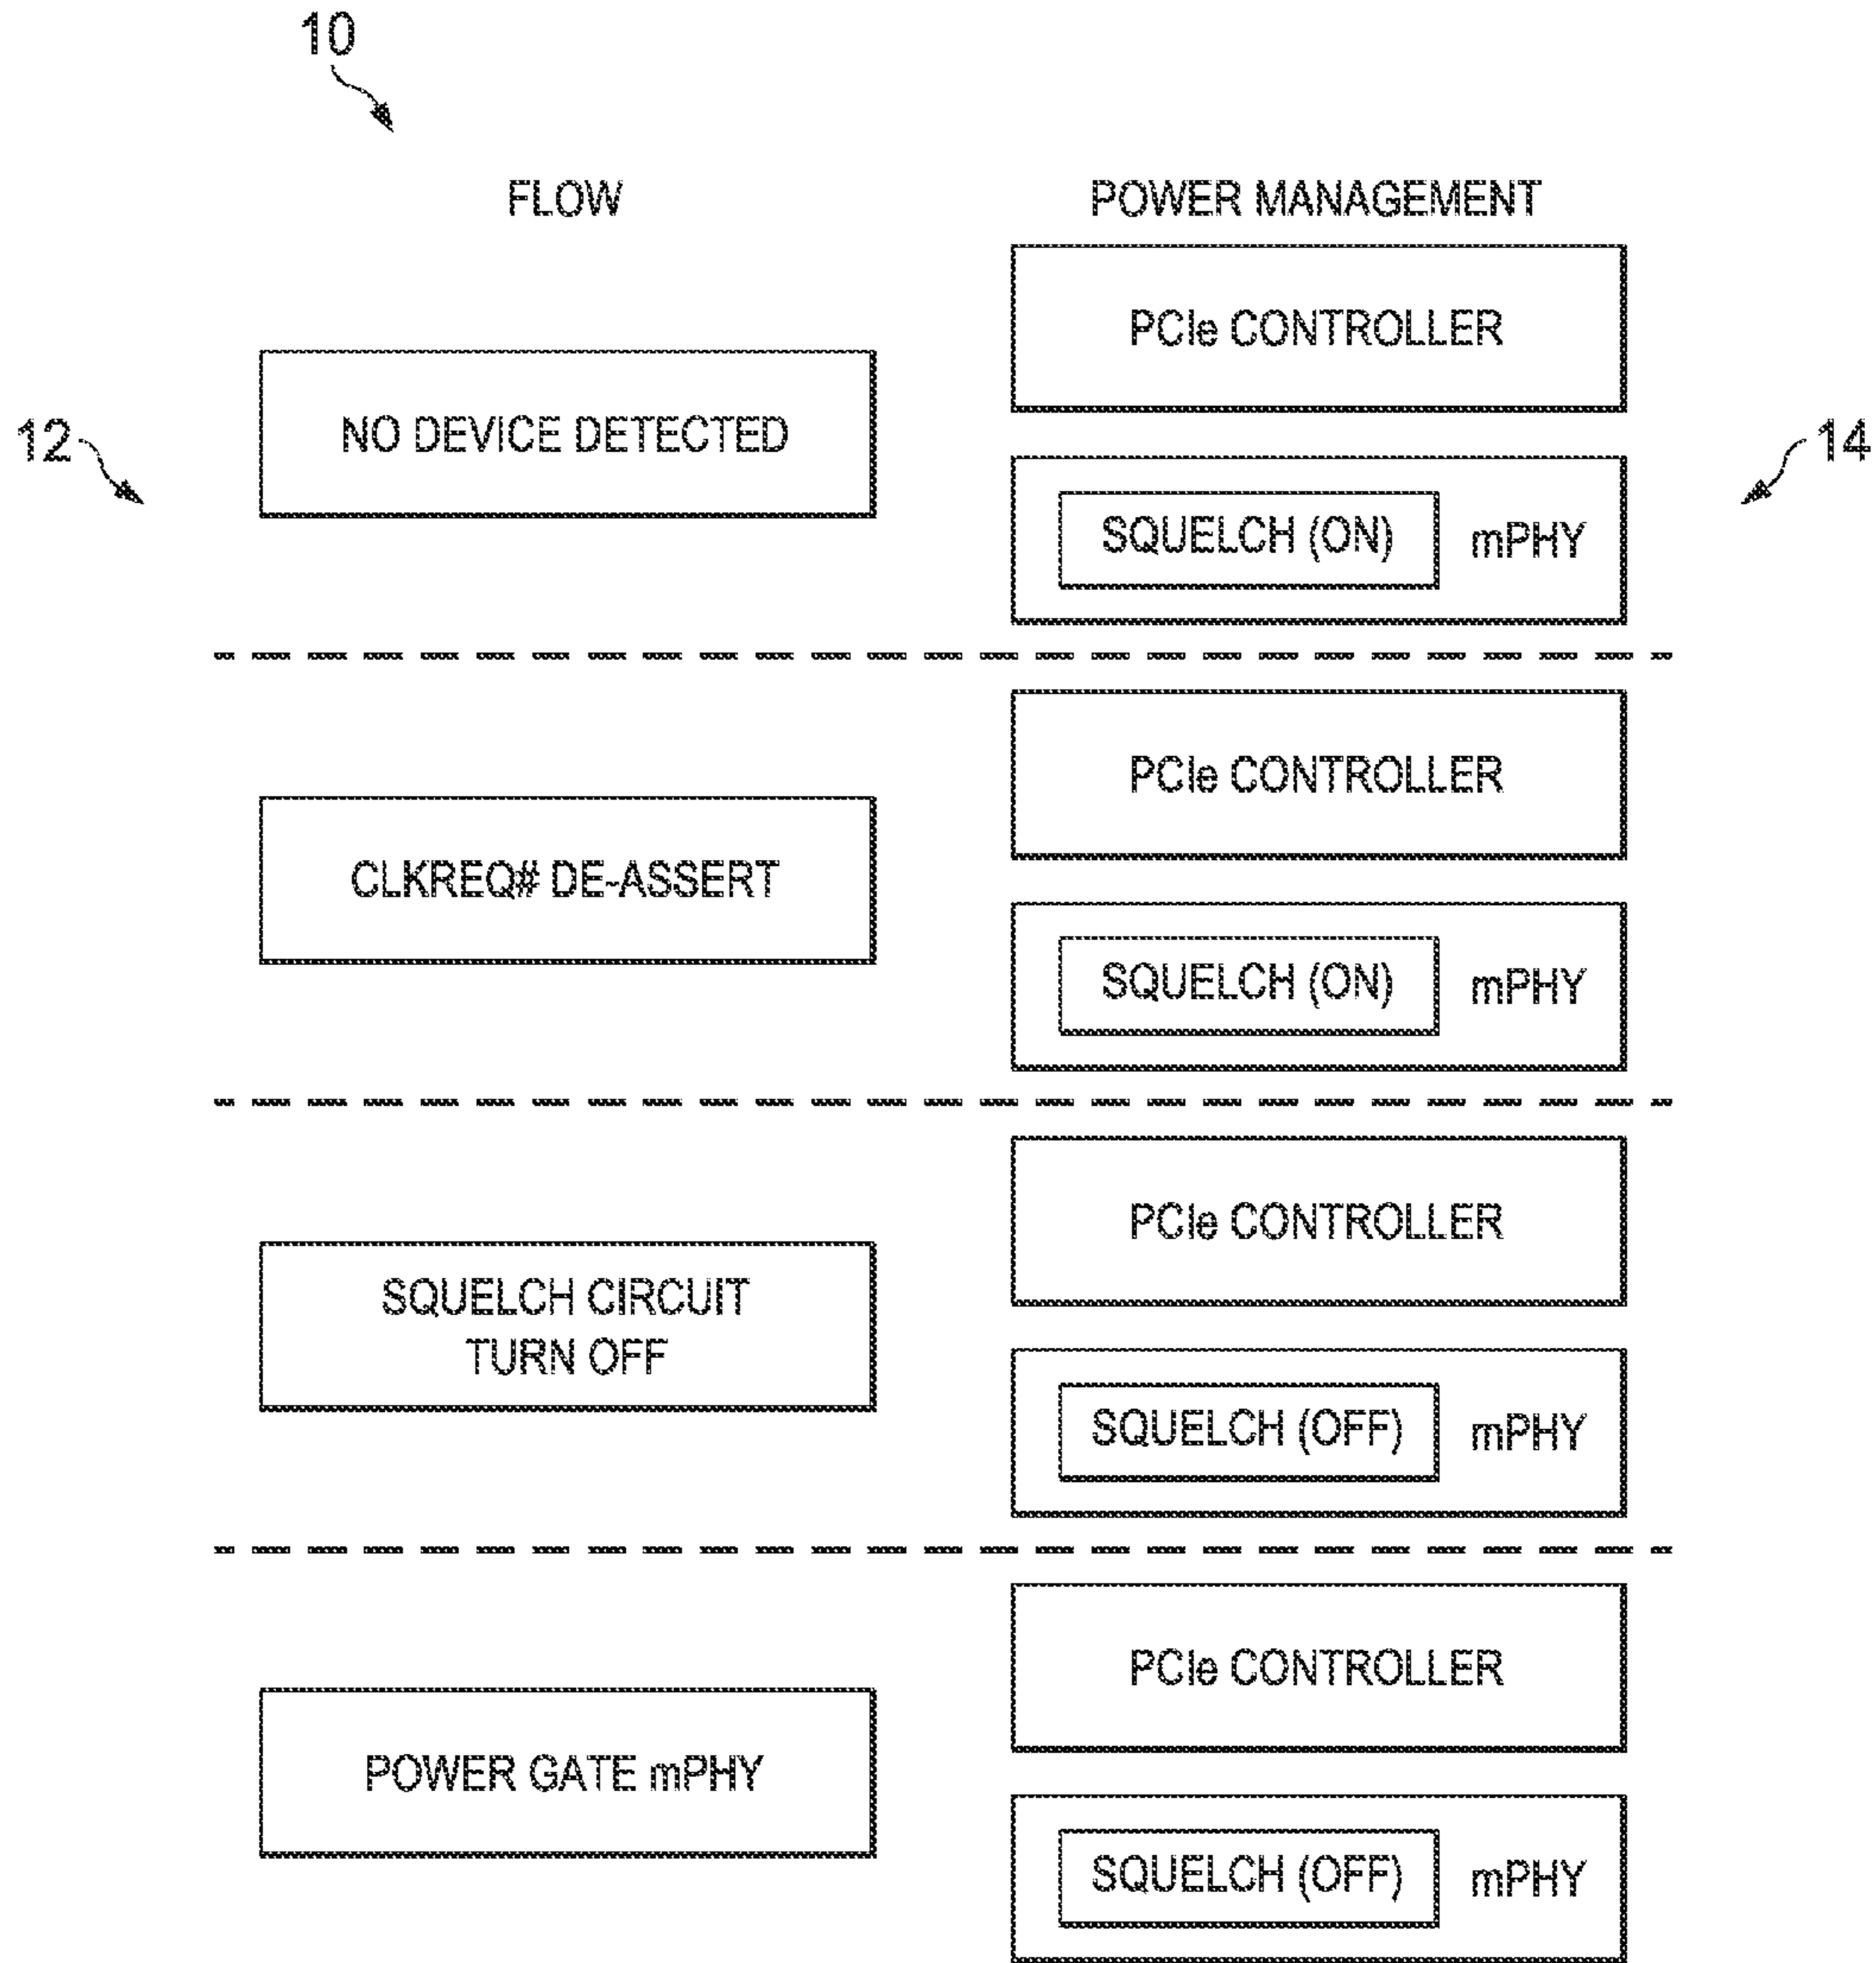 10
FLOW
POWER MANAGEMENT
PCIe CONTROLLER
NO DEVICE DETECTED
12
14
SQUELCH (ON)
mPHY
PCIe CONTROLLER
CLKREQ# DE-ASSERT
SQUELCH (ON)
mPHY
PCIe CONTROLLER
SQUELCH CIRCUIT
TURN OFF
SQUELCH (OFF)
mPHY
PCIe CONTROLLER
POWER GATE mPHY
SQUELCH (OFF)
mPHY